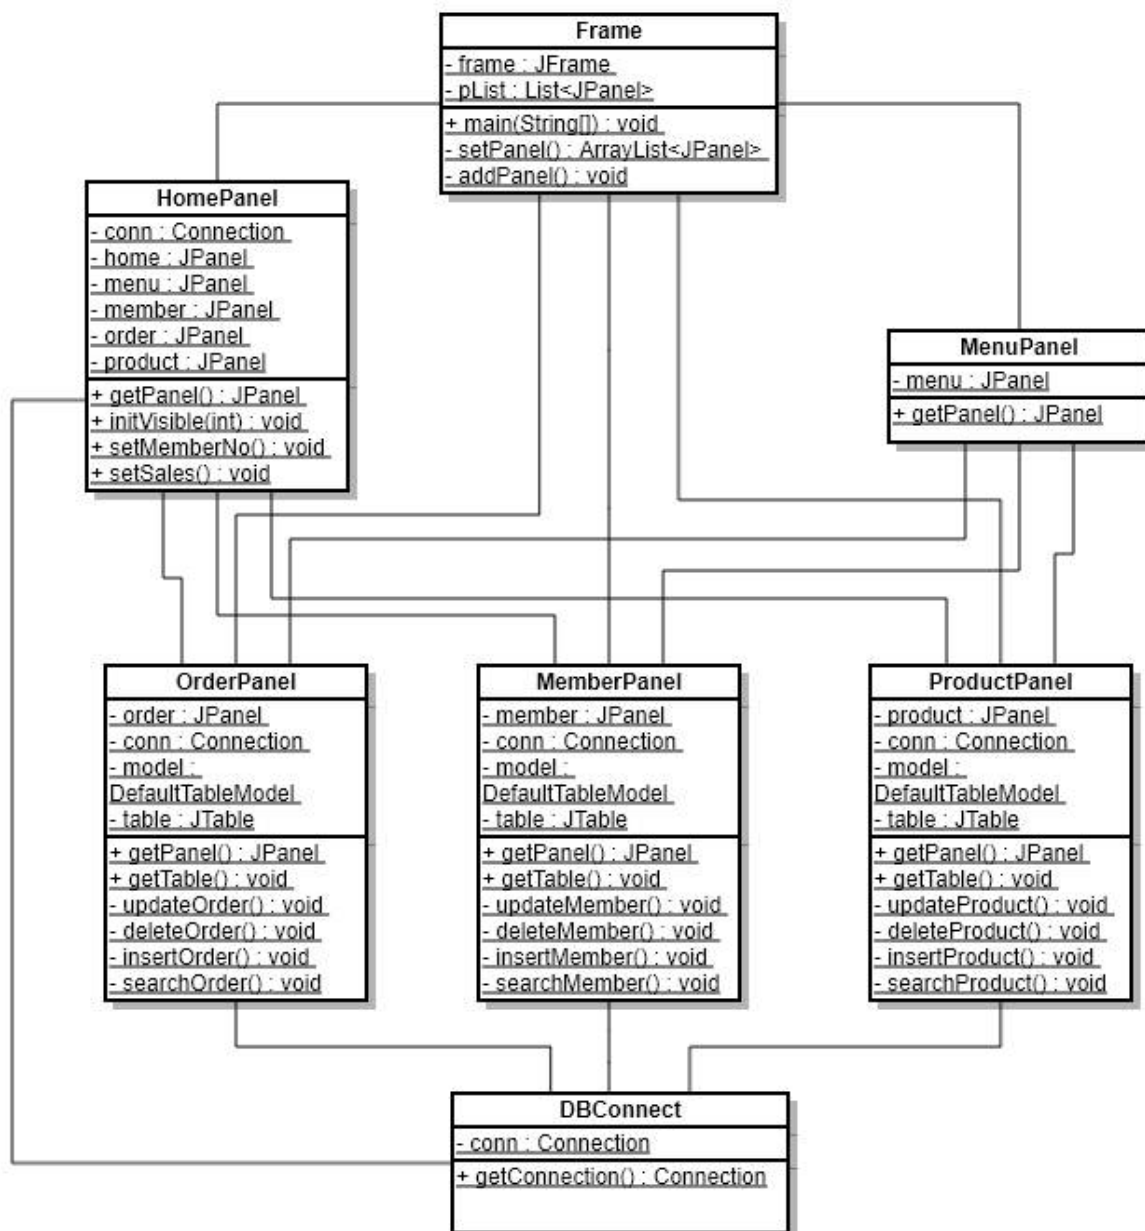 Frame
- frame : JFrame
- pList : List<JPanel>
+ main(String[]) : void
- setPanel() : ArrayList<JPanel>
- addPanel() : void
HomePanel
- conn : Connection
- home : JPanel
- menu : JPanel
- member : JPanel
- order : JPanel
- product : JPanel
+ getPanel() : JPanel
+ initVisible(int) : void
+ setMemberNo() : void
+ setSales() : void
MenuPanel
- menu : JPanel
+ getPanel() : JPanel
OrderPanel
- order : JPanel
- conn : Connection
- model :
DefaultTableModel
- table : JTable
+ getPanel() : JPanel
+ getTable() : void
- updateOrder() : void
- deleteOrder() : void
- insertOrder() : void
- searchOrder() : void
MemberPanel
- member : JPanel
- conn : Connection
- model :
DefaultTableModel
- table : JTable
+ getPanel() : JPanel
+ getTable() : void
- updateMember() : void
- deleteMember() : void
- insertMember() : void
- searchMember() : void
ProductPanel
- product : JPanel
- conn : Connection
- model :
DefaultTableModel
- table : JTable
+ getPanel() : JPanel
+ getTable() : void
- updateProduct() : void
- deleteProduct() : void
- insertProduct() : void
- searchProduct() : void
DBConnect
- conn : Connection
+ getConnection() : Connection